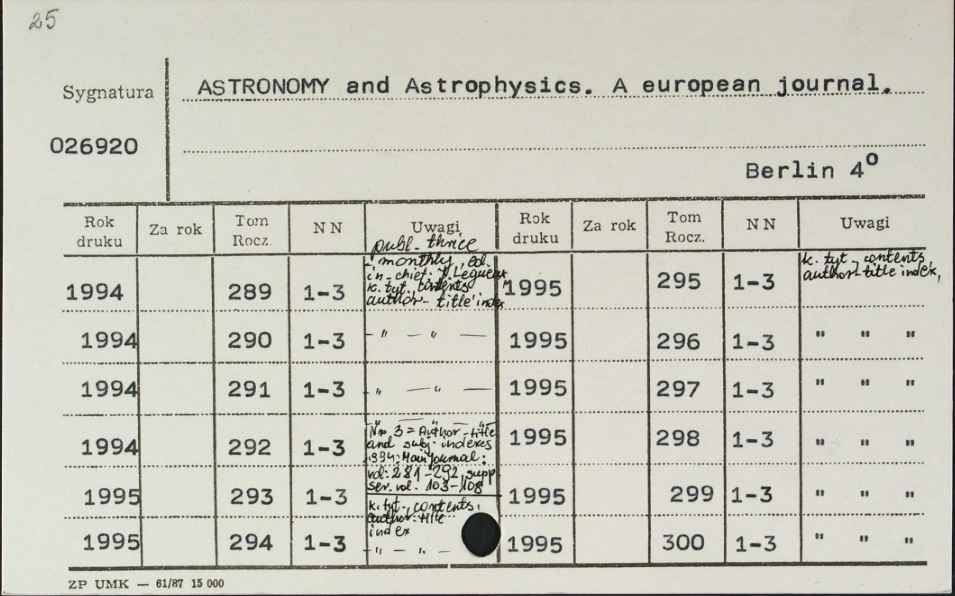 25
Sygnatura
026920
ASTRONOMY and Astrophysics. A european journal.
Berlin 4°
Rok druku Za rok Tom Rocz. NN Uwagi Rok druku Za rok Tom Rocz. NN Uwagi
1994 289 1-3 publ. thrice monthly, ed. in-chief: J. Lequeux k. tyt., contents author-title index 1995 295 1-3 k. tyt., contents, author-title index,
1994 290 1-3 - " - " - 1995 296 1-3 " " "
1994 291 1-3 - " - " - 1995 297 1-3 " " "
1994 292 1-3 Nr 3 = Author-title and subj. indexes 1994: Main Journal: vol: 281-292, supp. ser. vol. 103-108 1995 298 1-3 " " "
1995 293 1-3 k. tyt., contents, author-title index 1995 299 1-3 " " "
1995 294 1-3 - " - " - 1995 300 1-3 " " "
ZP UMK — 61/87 15 000